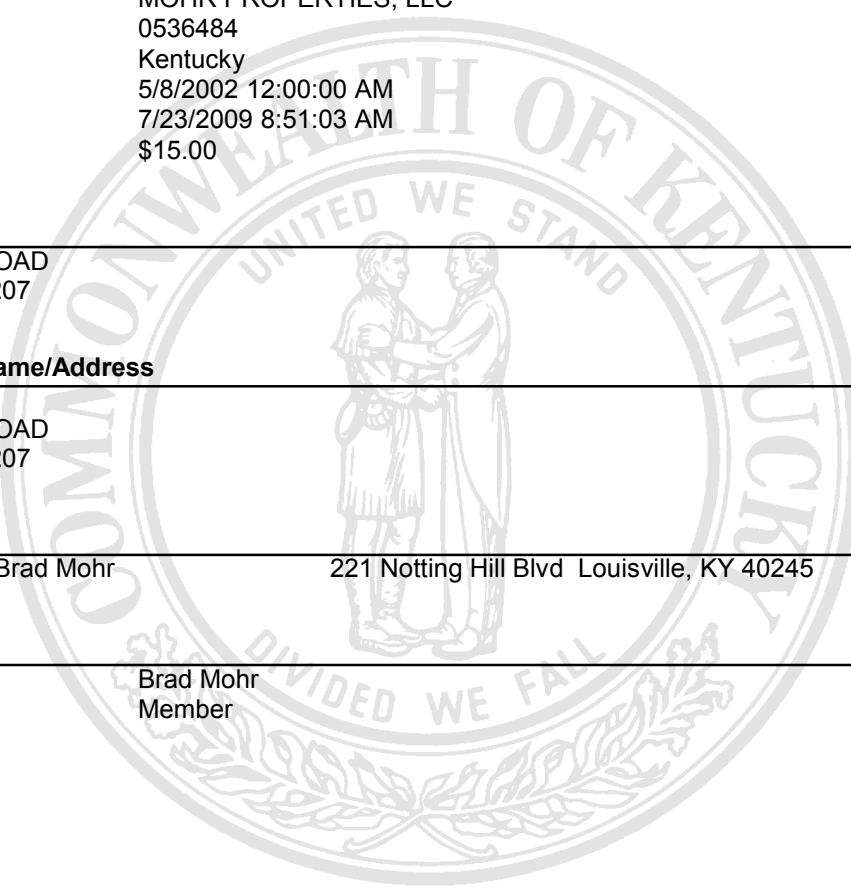 MOHR PROPERTIES, LLC
0536484
Kentucky
5/8/2002 12:00:00 AM
7/23/2009 8:51:03 AM
$15.00
OAD
207
ame/Address
OAD
207
Brad Mohr 221 Notting Hill Blvd Louisville, KY 40245
Brad Mohr
Member
COMMONWEALTH OF KENTUCKY
UNITED WE STAND
DIVIDED WE FALL